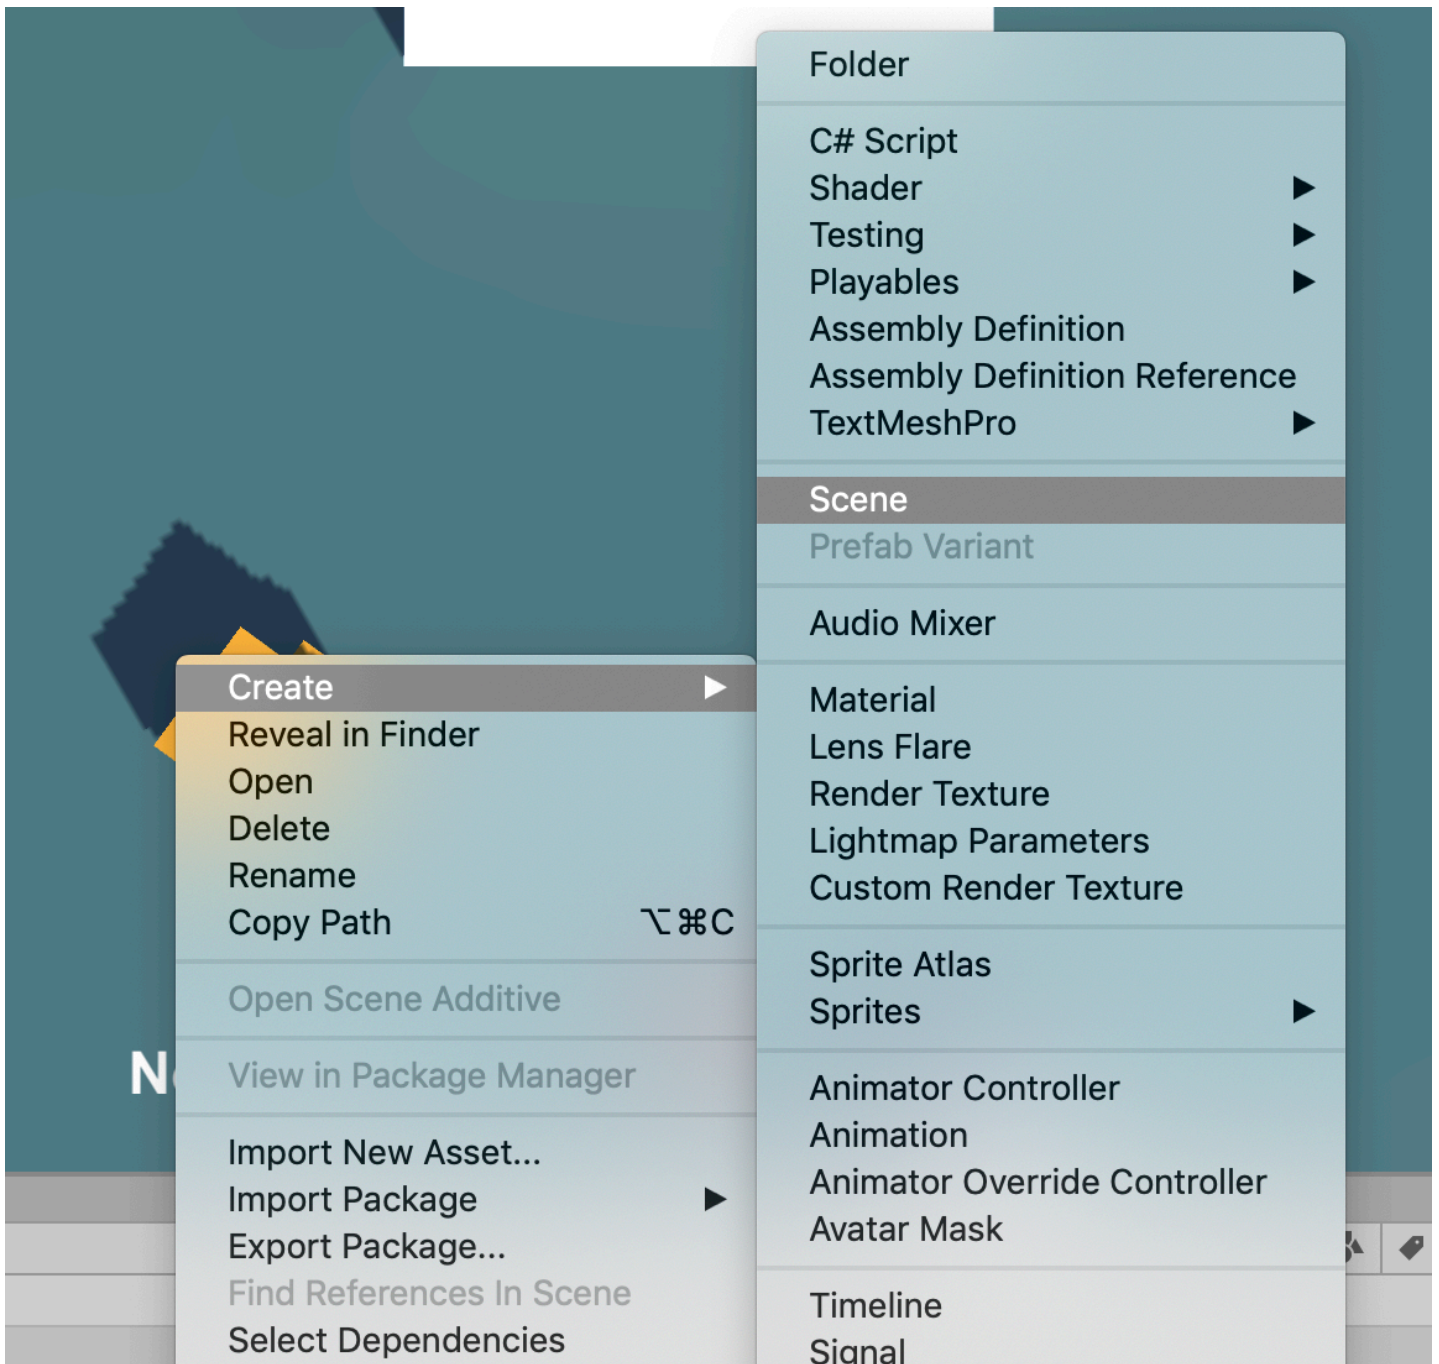 Folder
C# Script
Shader
Testing
Playables
Assembly Definition
Assembly Definition Reference
TextMeshPro
Scene
Prefab Variant
Audio Mixer
Material
Lens Flare
Render Texture
Lightmap Parameters
Custom Render Texture
Sprite Atlas
Sprites
Animator Controller
Animation
Animator Override Controller
Avatar Mask
Timeline
Signal
Create
Reveal in Finder
Open
Delete
Rename
Copy Path ⌥⌘C
Open Scene Additive
View in Package Manager
Import New Asset...
Import Package
Export Package...
Find References In Scene
Select Dependencies